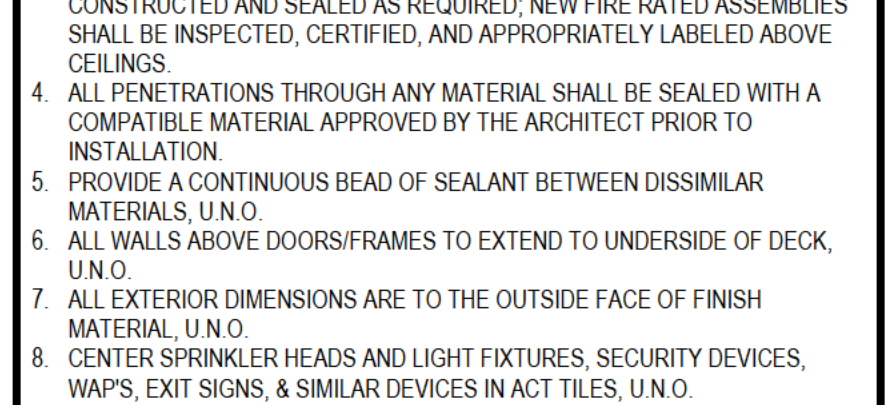 CONSTRUCTED AND SEALED AS REQUIRED; NEW FIRE RATED ASSEMBLIES
SHALL BE INSPECTED, CERTIFIED, AND APPROPRIATELY LABELED ABOVE
CEILINGS.
4. ALL PENETRATIONS THROUGH ANY MATERIAL SHALL BE SEALED WITH A
COMPATIBLE MATERIAL APPROVED BY THE ARCHITECT PRIOR TO
INSTALLATION.
5. PROVIDE A CONTINUOUS BEAD OF SEALANT BETWEEN DISSIMILAR
MATERIALS, U.N.O.
6. ALL WALLS ABOVE DOORS/FRAMES TO EXTEND TO UNDERSIDE OF DECK,
U.N.O.
7. ALL EXTERIOR DIMENSIONS ARE TO THE OUTSIDE FACE OF FINISH
MATERIAL, U.N.O.
8. CENTER SPRINKLER HEADS AND LIGHT FIXTURES, SECURITY DEVICES,
WAP'S, EXIT SIGNS, & SIMILAR DEVICES IN ACT TILES, U.N.O.